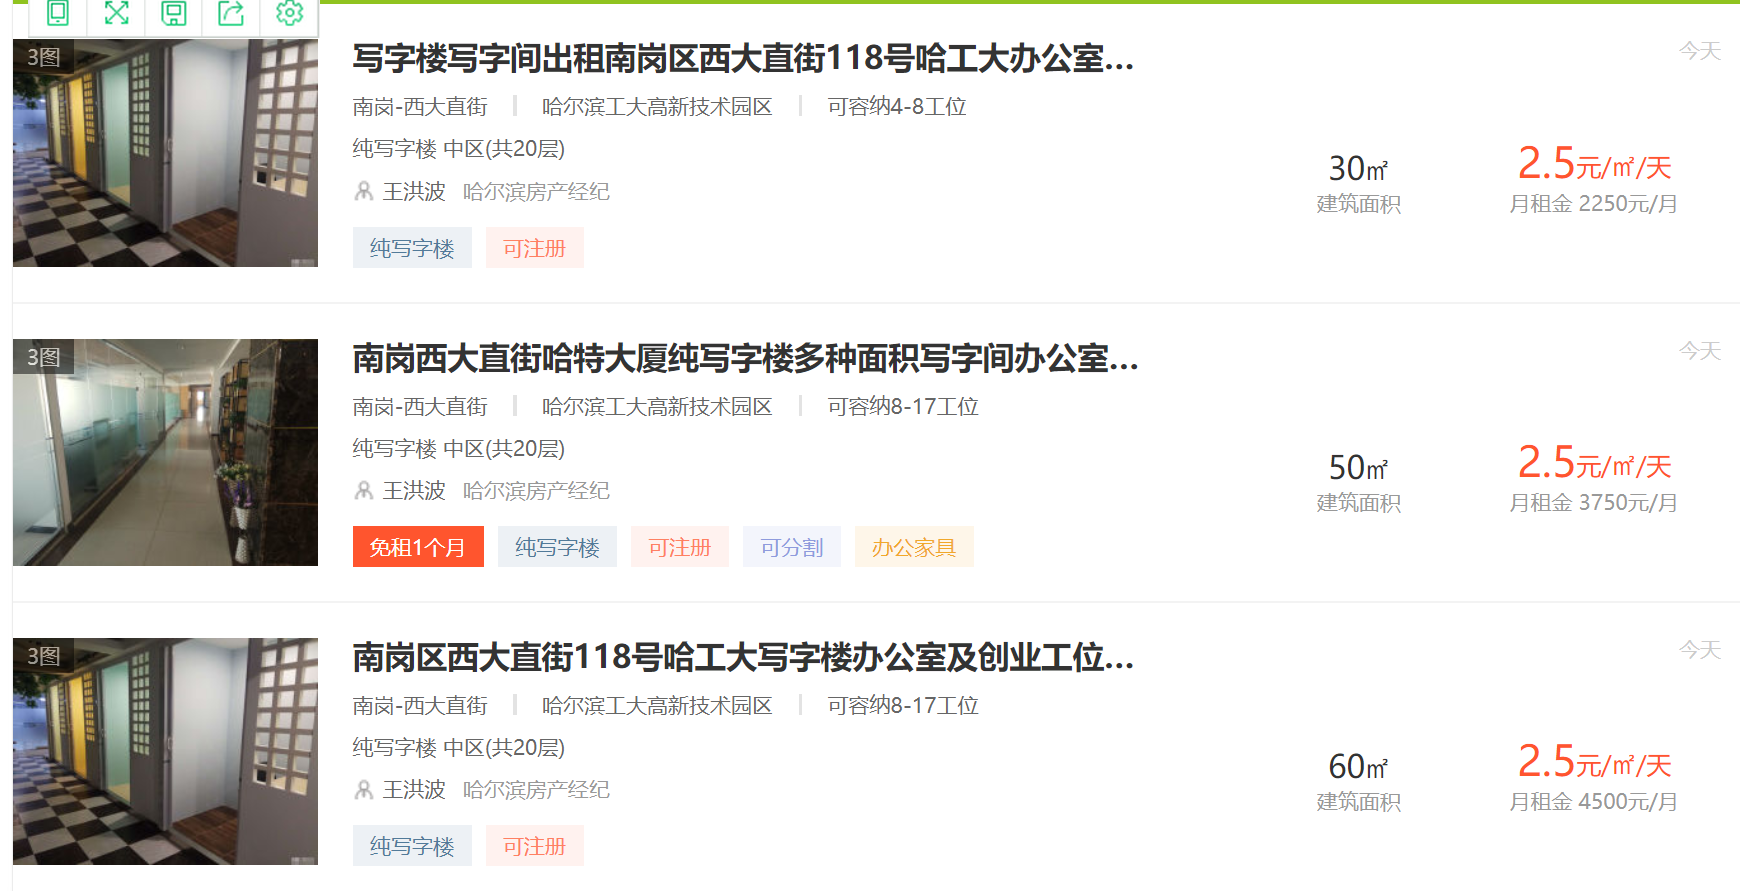 3图
写字楼写字间出租南岗区西大直街118号哈工大办公室...
今天
南岗-西大直街 哈尔滨工大高新技术园区 可容纳4-8工位
纯写字楼 中区(共20层)
30㎡
2.5元/㎡/天
王洪波 哈尔滨房产经纪
建筑面积
月租金 2250元/月
纯写字楼 可注册
3图
南岗西大直街哈特大厦纯写字楼多种面积写字间办公室...
今天
南岗-西大直街 哈尔滨工大高新技术园区 可容纳8-17工位
纯写字楼 中区(共20层)
50㎡
2.5元/㎡/天
王洪波 哈尔滨房产经纪
建筑面积
月租金 3750元/月
免租1个月 纯写字楼 可注册 可分割 办公家具
3图
南岗区西大直街118号哈工大写字楼办公室及创业工位...
今天
南岗-西大直街 哈尔滨工大高新技术园区 可容纳8-17工位
纯写字楼 中区(共20层)
60㎡
2.5元/㎡/天
王洪波 哈尔滨房产经纪
建筑面积
月租金 4500元/月
纯写字楼 可注册